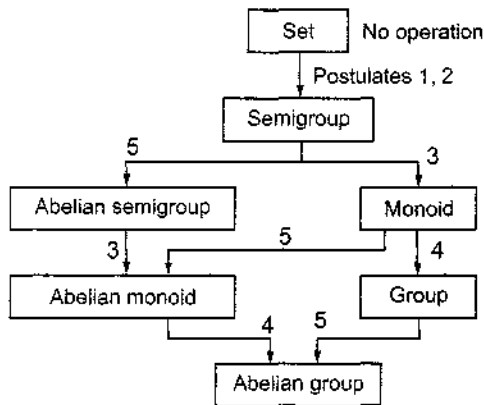 Set No operation
Postulates 1, 2
Semigroup
5 3
Abelian semigroup Monoid
3 5 4
Abelian monoid Group
4 5
Abelian group